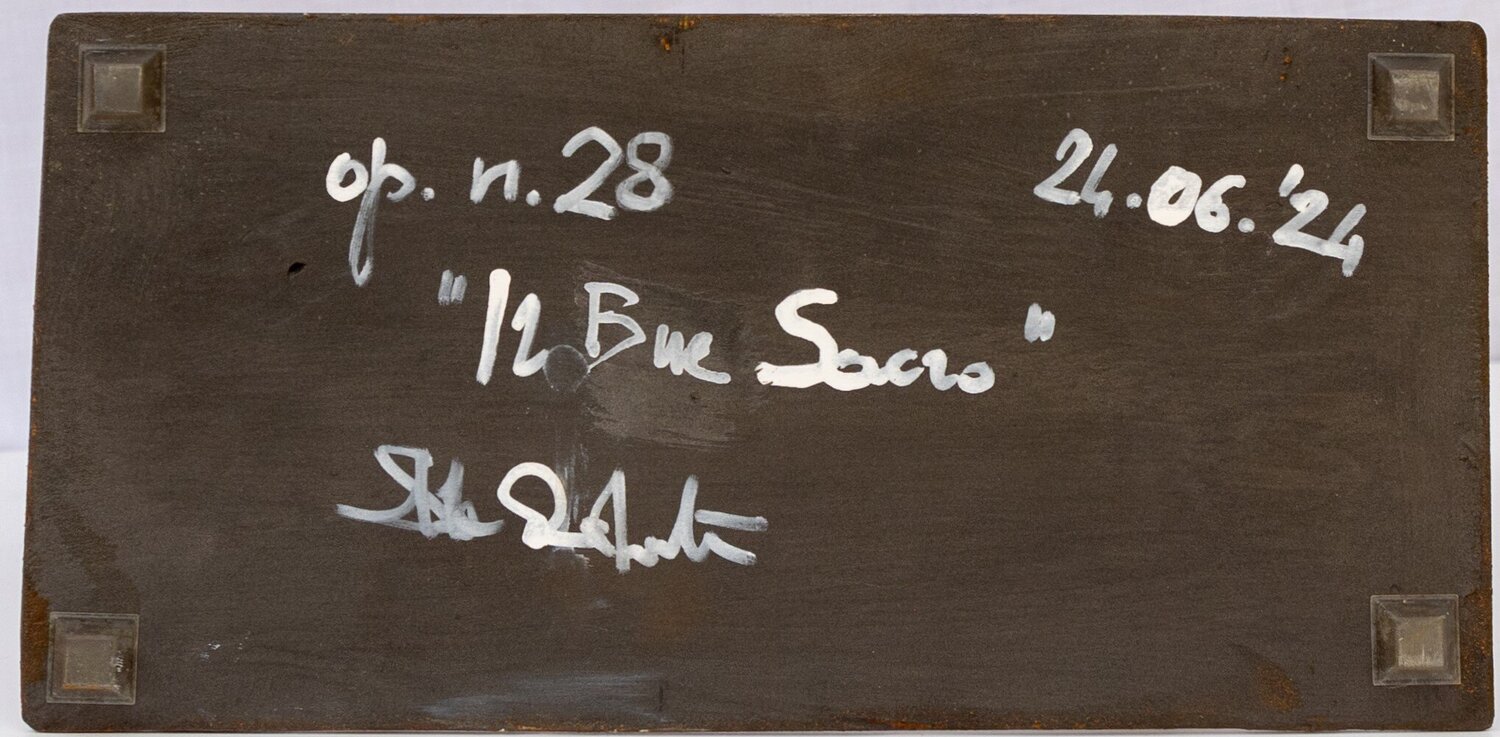 op. n. 28 24.06.'24
"Il Bue Sacro"